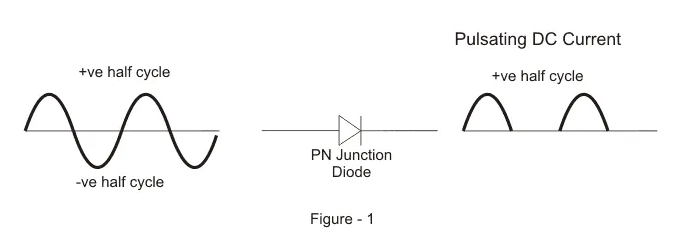 Pulsating DC Current
+ve half cycle
+ve half cycle
-ve half cycle
PN Junction
Diode
Figure - 1